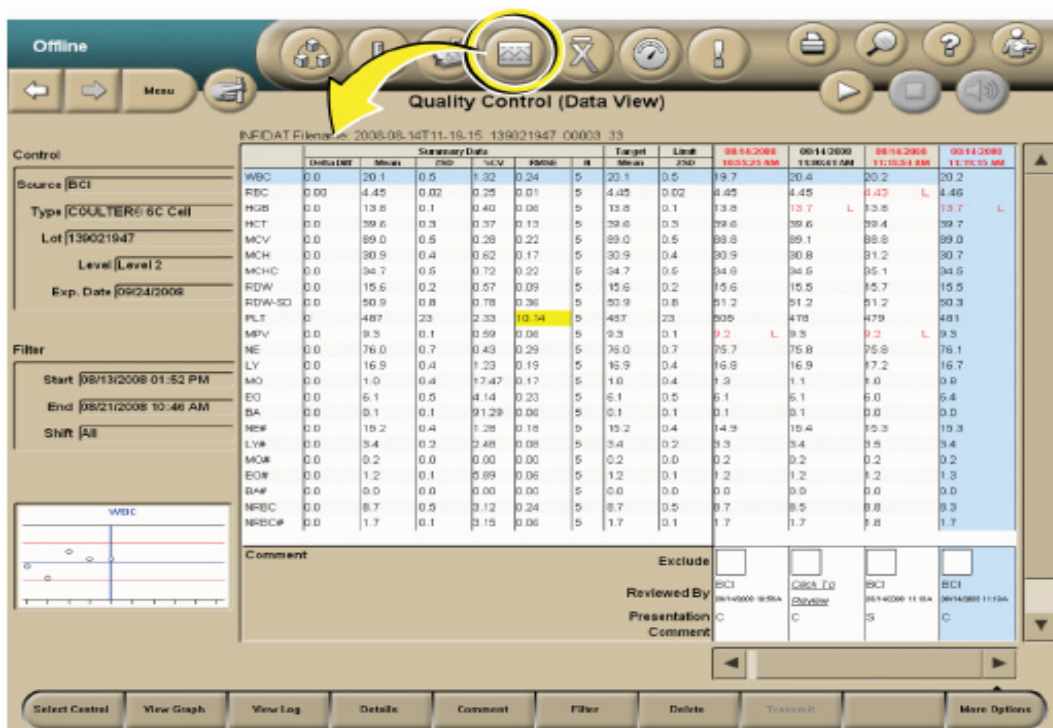 Offline
Menu
Quality Control (Data View)
INF/DAT Filename: 2008-08-14T11-19-15 139021947 00003 33
Control
Source BCI
Type COULTER® 6C Cell
Lot 139021947
Level Level 2
Exp. Date 09/24/2008
Filter
Start 08/13/2008 01:52 PM
End 08/21/2008 10:46 AM
Shift All
WBC
Summary Data Target Limit 08/14/2008 08/14/2008 08/14/2008 08/14/2008
Delta Diff Mean 2SD %CV RMSE N Mean 2SD 11:00:41 AM 11:19:15 AM
WBC 0.0 20.1 0.5 1.32 0.24 5 20.1 0.5 19.7 20.4 20.2 20.2
RBC 0.00 4.45 0.02 0.25 0.01 5 4.45 0.02 4.45 4.45 4.43 L 4.46
HGB 0.0 13.8 0.1 0.40 0.06 5 13.8 0.1 13.8 13.7 L 13.8 13.7 L
HCT 0.0 39.6 0.3 0.37 0.13 5 39.6 0.3 39.6 39.6 39.4 39.7
MCV 0.0 89.0 0.5 0.28 0.22 5 89.0 0.5 88.8 89.1 88.8 89.0
MCH 0.0 30.9 0.4 0.62 0.17 5 30.9 0.4 30.9 30.8 31.2 30.7
MCHC 0.0 34.7 0.5 0.72 0.22 5 34.7 0.5 34.8 34.5 35.1 34.5
RDW 0.0 15.6 0.2 0.57 0.09 5 15.6 0.2 15.6 15.5 15.7 15.5
RDW-SD 0.0 50.9 0.8 0.78 0.36 5 50.9 0.8 51.2 51.2 51.2 50.3
PLT 0 487 23 2.33 10.14 5 487 23 505 478 479 481
MPV 0.0 9.3 0.1 0.59 0.06 5 9.3 0.1 9.2 L 9.3 9.2 L 9.3
NE 0.0 76.0 0.7 0.43 0.29 5 76.0 0.7 75.7 75.8 75.8 76.1
LY 0.0 16.9 0.4 1.23 0.19 5 16.9 0.4 16.8 16.9 17.2 16.7
MO 0.0 1.0 0.4 17.47 0.17 5 1.0 0.4 1.3 1.1 1.0 0.8
EO 0.0 6.1 0.5 4.14 0.23 5 6.1 0.5 6.1 6.1 6.0 6.4
BA 0.0 0.1 0.1 91.29 0.06 5 0.1 0.1 0.1 0.1 0.0 0.0
NE# 0.0 15.2 0.4 1.28 0.18 5 15.2 0.4 14.9 15.4 15.3 15.3
LY# 0.0 3.4 0.2 2.48 0.08 5 3.4 0.2 3.3 3.4 3.5 3.4
MO# 0.0 0.2 0.0 0.00 0.00 5 0.2 0.0 0.2 0.2 0.2 0.2
EO# 0.0 1.2 0.1 5.89 0.06 5 1.2 0.1 1.2 1.2 1.2 1.3
BA# 0.0 0.0 0.0 0.00 0.00 5 0.0 0.0 0.0 0.0 0.0 0.0
NRBC 0.0 8.7 0.5 3.12 0.24 5 8.7 0.5 8.7 8.5 8.8 8.3
NRBC# 0.0 1.7 0.1 3.15 0.06 5 1.7 0.1 1.7 1.7 1.8 1.7
Comment Exclude
Reviewed By BCI Click To Review BCI BCI
Presentation C C S C
Comment
Select Control View Graph View Log Details Comment Filter Delete Transmit More Options